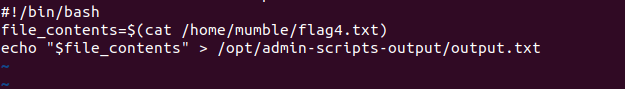 #!/bin/bash
file_contents=$(cat /home/mumble/flag4.txt)
echo "$file_contents" > /opt/admin-scripts-output/output.txt
~
~